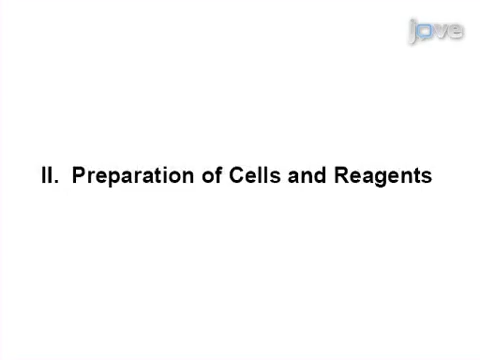 jove
II. Preparation of Cells and Reagents